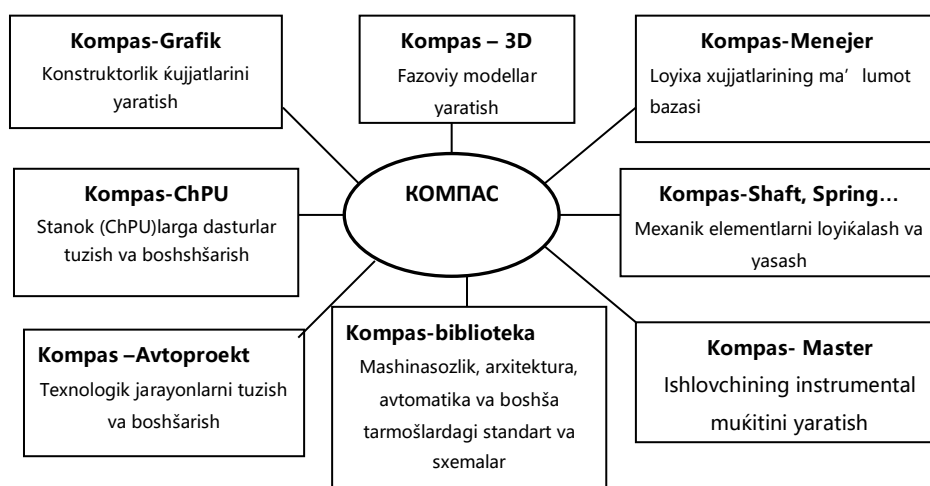 Kompas-Grafik
Konstruktorlik ќujjatlarini
yaratish
Kompas – 3D
Fazoviy modellar
yaratish
Kompas-Menejer
Loyixa xujjatlarining ma’ lumot
bazasi
Kompas-ChPU
Stanok (ChPU)larga dasturlar
tuzish va boshshšarish
КОМПАС
Kompas-Shaft, Spring...
Mexanik elementlarni loyiќalash va
yasash
Kompas –Avtoproekt
Texnologik jarayonlarni tuzish
va boshšarish
Kompas-biblioteka
Mashinasozlik, arxitektura,
avtomatika va boshša
tarmošlardagi standart va
sxemalar
Kompas- Master
Ishlovchining instrumental
muќitini yaratish